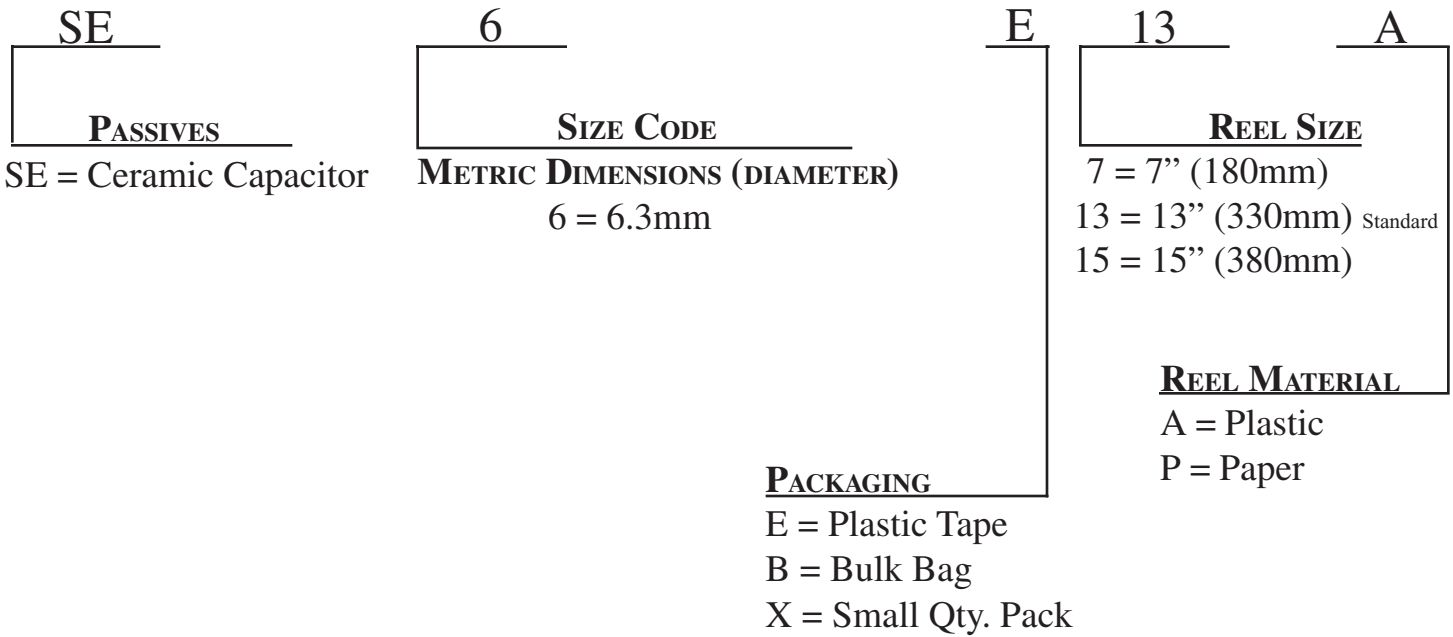 SE 6 E 13 A
PASSIVES
SE = Ceramic Capacitor
SIZE CODE
METRIC DIMENSIONS (DIAMETER)
6 = 6.3mm
REEL SIZE
7 = 7” (180mm)
13 = 13” (330mm) Standard
15 = 15” (380mm)
REEL MATERIAL
A = Plastic
P = Paper
PACKAGING
E = Plastic Tape
B = Bulk Bag
X = Small Qty. Pack